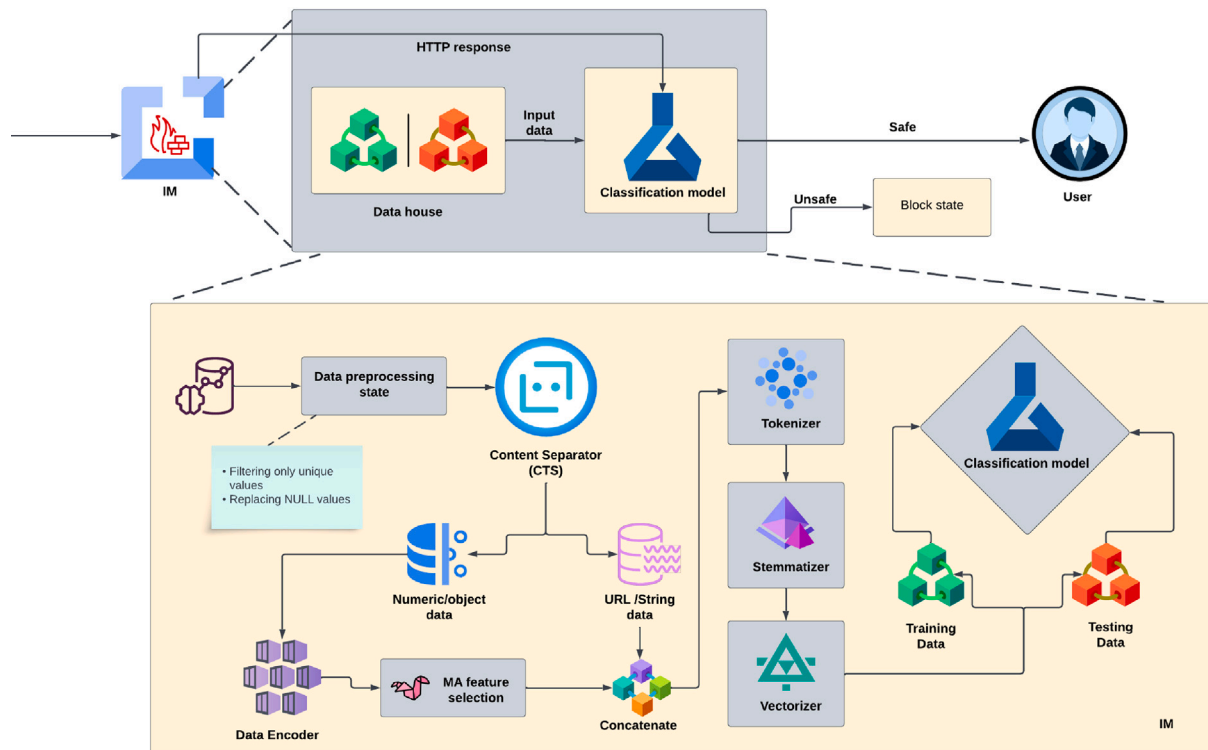 HTTP response
IM
Data house
Input
data
Classification model
Safe
User
Unsafe
Block state
Data preprocessing
state
• Filtering only unique
values
• Replacing NULL values
Content Separator
(CTS)
Numeric/object
data
URL /String
data
Data Encoder
MA feature
selection
Concatenate
Tokenizer
Stemmatizer
Vectorizer
Classification model
Training
Data
Testing
Data
IM